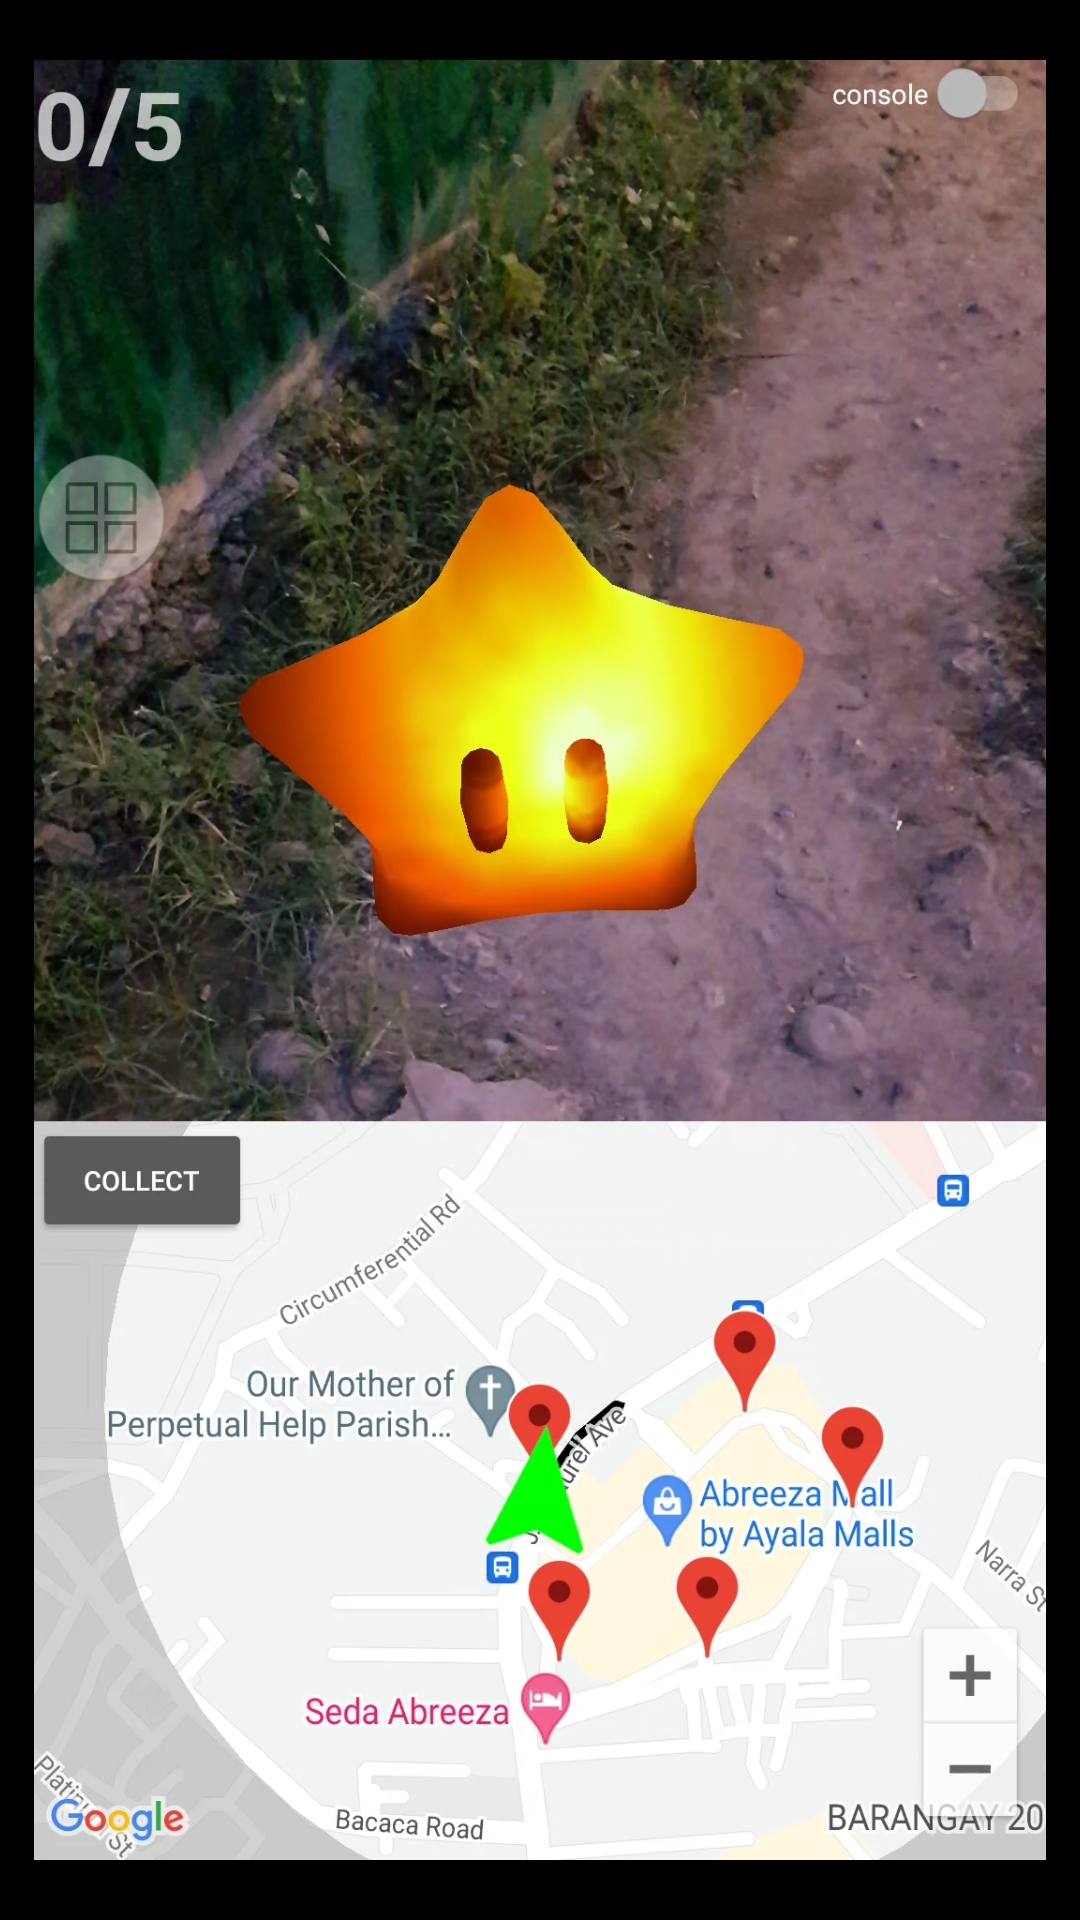 0/5
console
COLLECT
Circumferential Rd
Our Mother of
Perpetual Help Parish...
urel Ave
Abreeza Mall
by Ayala Malls
Narra St
Seda Abreeza
Platinum St
Google
Bacaca Road
BARANGAY 20